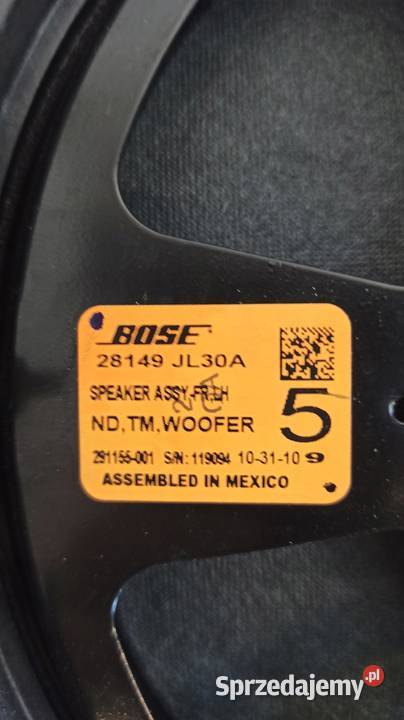 BOSE
28149 JL30A
SPEAKER ASSY-FR,LH
ND,TM,WOOFER
5
291155-001 S/N: 119094 10-31-10 9
ASSEMBLED IN MEXICO
Sprzedajemy.pl